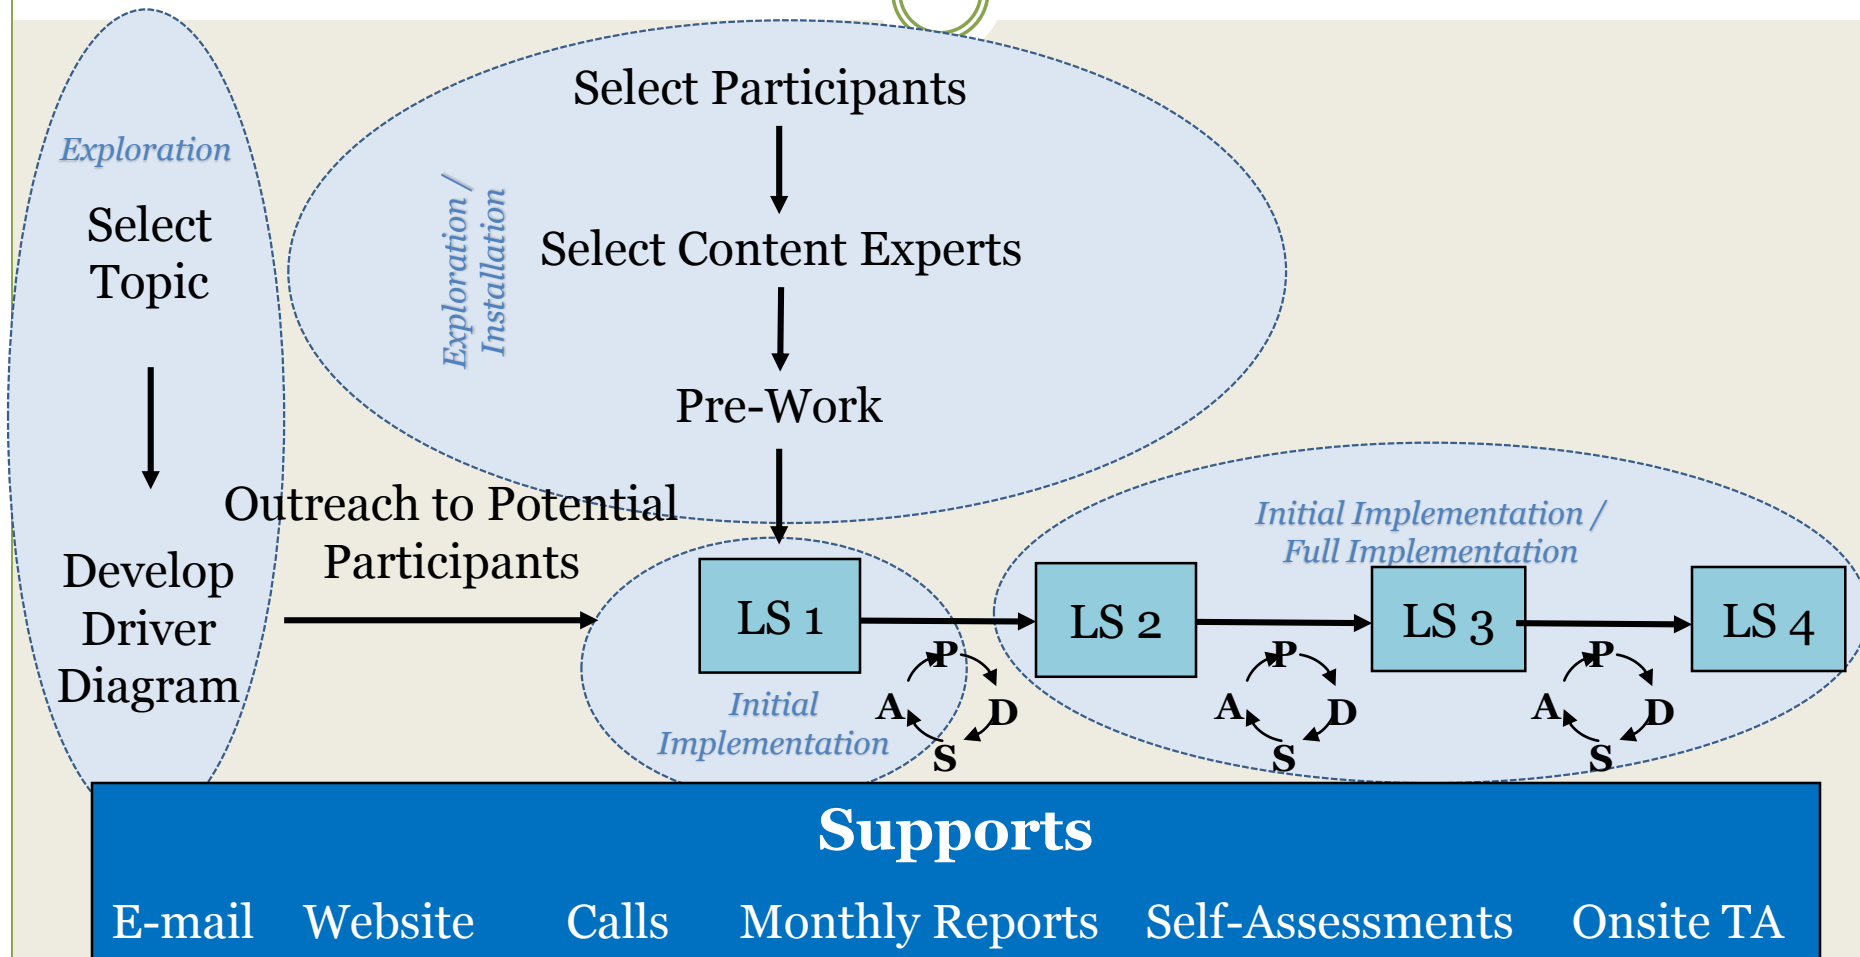 Exploration
Select
Topic
Develop
Driver
Diagram
Select Participants
Exploration /
Installation
Select Content Experts
Pre-Work
Outreach to Potential
Participants
LS 1
Initial
Implementation
P
D
S
A
Initial Implementation /
Full Implementation
LS 2
P
D
S
A
LS 3
P
D
S
A
LS 4
Supports
E-mail Website Calls Monthly Reports Self-Assessments Onsite TA